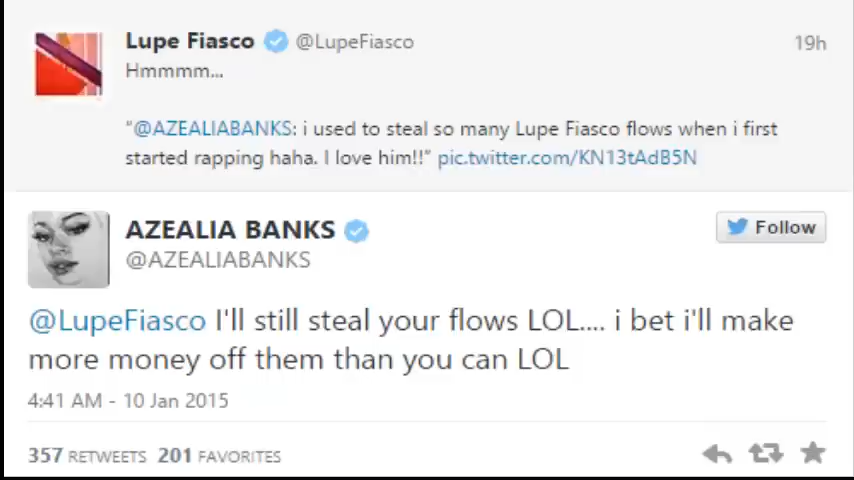 Lupe Fiasco @LupeFiasco 19h
Hmmmm...
"@AZEALIABANKS: i used to steal so many Lupe Fiasco flows when i first
started rapping haha. I love him!!" pic.twitter.com/KN13tAdB5N
AZEALIA BANKS Follow
@AZEALIABANKS
@LupeFiasco I'll still steal your flows LOL.... i bet i'll make
more money off them than you can LOL
4:41 AM - 10 Jan 2015
357 RETWEETS 201 FAVORITES